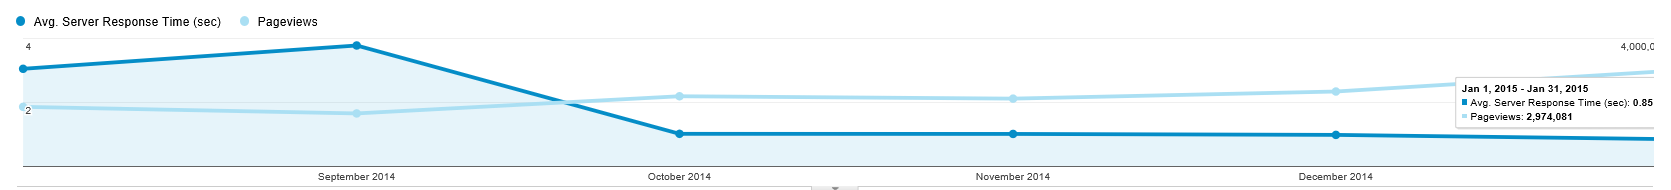 Avg. Server Response Time (sec) Pageviews
4 4,000,0
Jan 1, 2015 - Jan 31, 2015
Avg. Server Response Time (sec): 0.85
2
Pageviews: 2,974,081
September 2014 October 2014 November 2014 December 2014